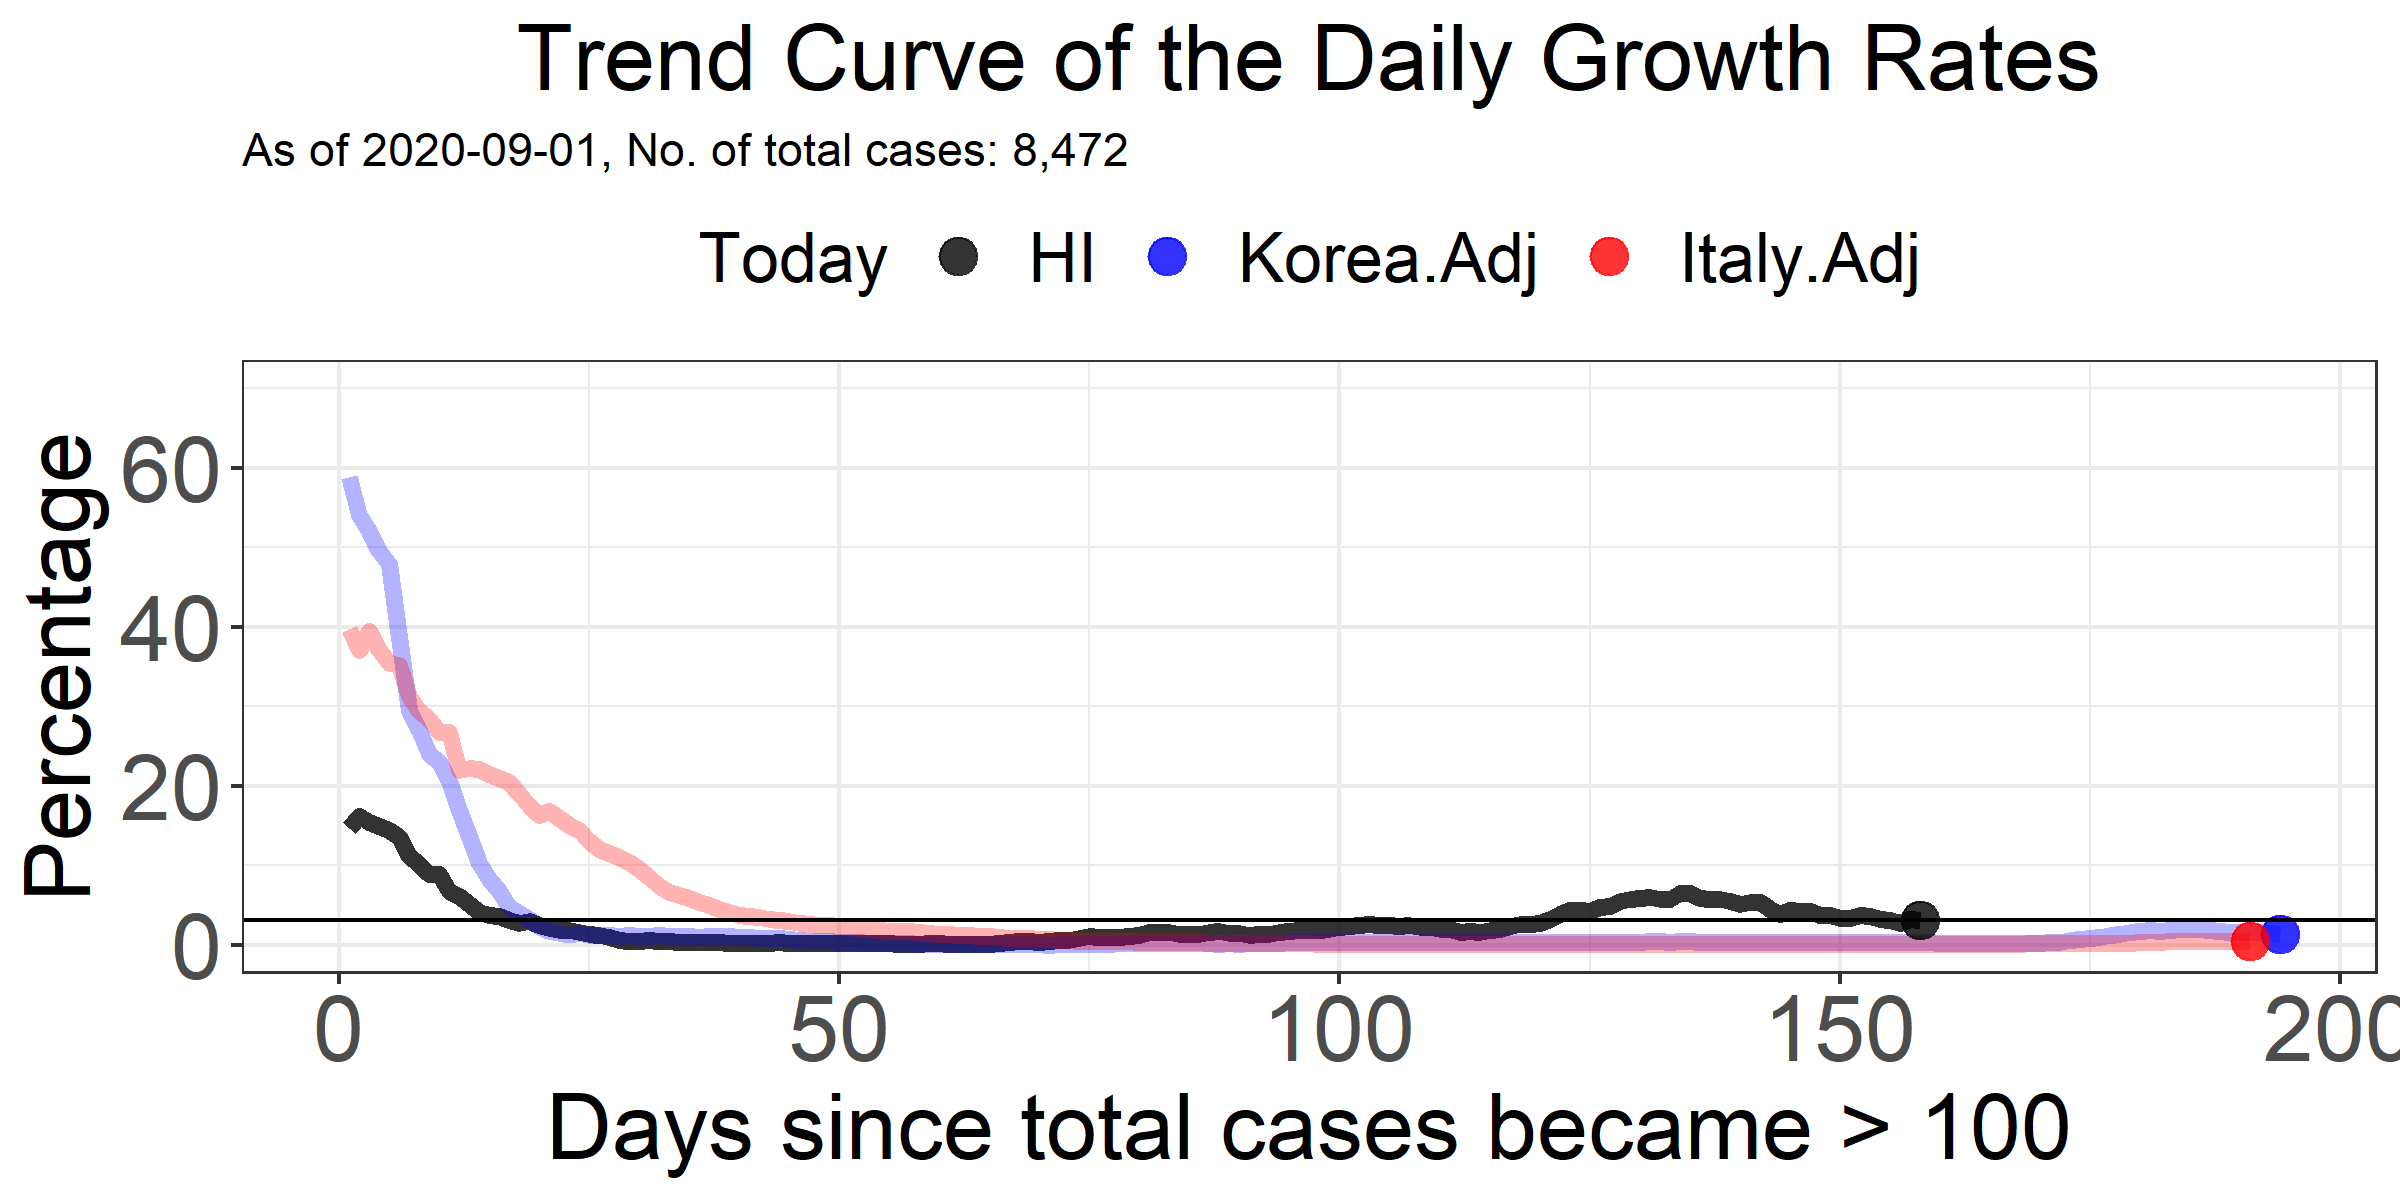 Trend Curve of the Daily Growth Rates
As of 2020-09-01, No. of total cases: 8,472
Today HI Korea.Adj Italy.Adj
Percentage
60
40
20
0
0 50 100 150 200
Days since total cases became > 100